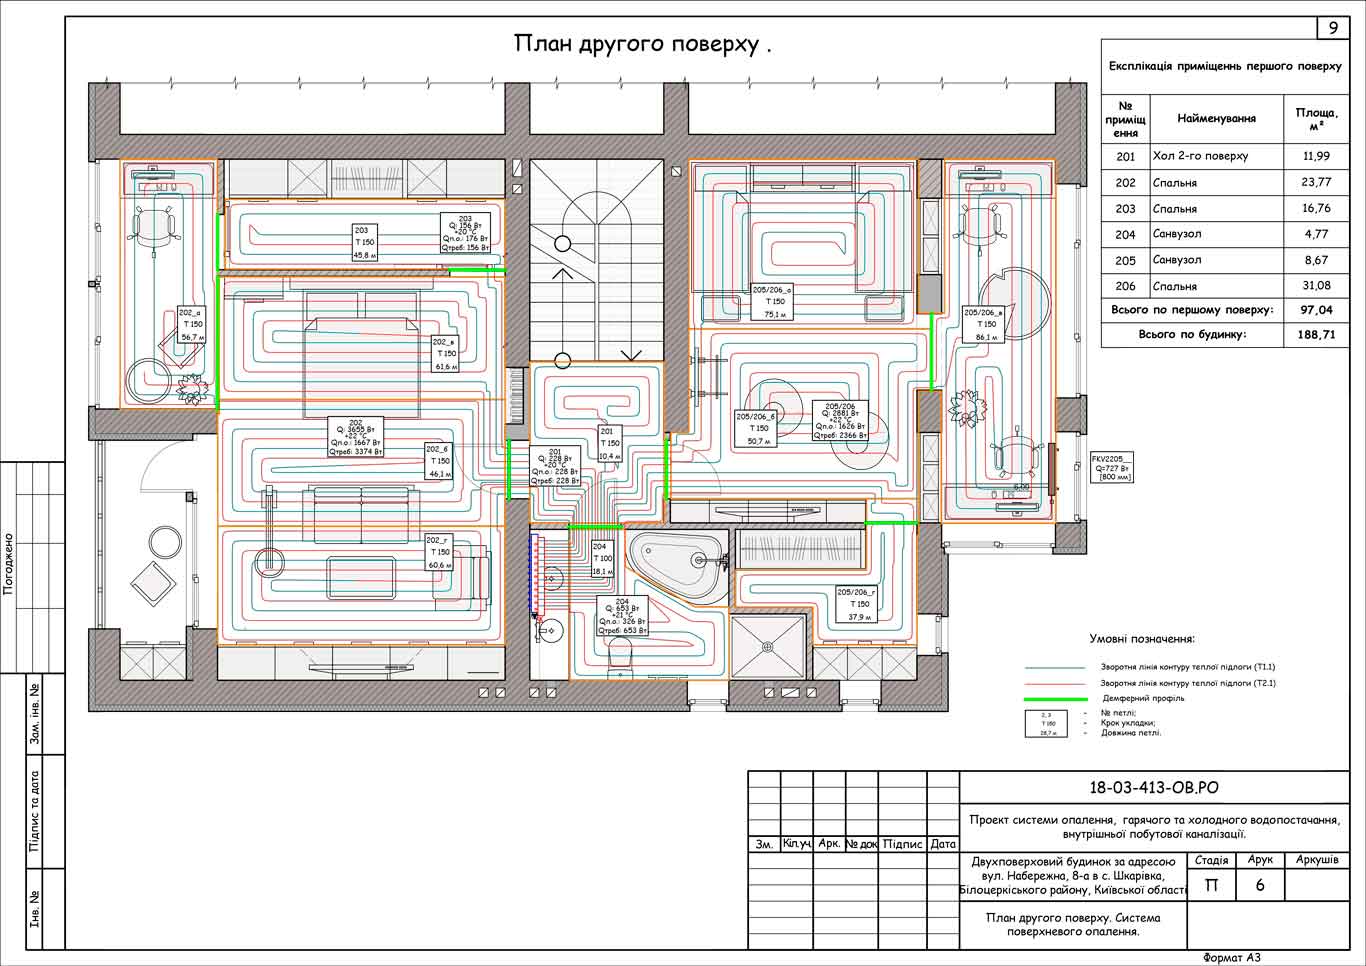 9
План другого поверху .
Експлікація приміщеннь першого поверху
№
приміщ
ення
Найменування
Площа,
м²
201 Хол 2-го поверху 11,99
202 Спальня 23,77
203 Спальня 16,76
204 Санвузол 4,77
205 Санвузол 8,67
206 Спальня 31,08
Всього по першому поверху: 97,04
Всього по будинку: 188,71
203
T 150
45,8 м
203
Q: 156 Вт
+20 °C
Qп.о.: 176 Вт
Qтреб: 156 Вт
202_а
T 150
56,7 м
202_в
T 150
61,6 м
202
Q: 3655 Вт
+22 °C
Qп.о.: 1667 Вт
Qтреб: 3374 Вт
202_б
T 150
46,1 м
202_г
T 150
60,6 м
201
T 150
10,4 м
201
Q: 228 Вт
+20 °C
Qп.о.: 228 Вт
Qтреб: 228 Вт
204
T 100
18,1 м
204
Q: 653 Вт
+21 °C
Qп.о.: 326 Вт
Qтреб: 653 Вт
205/206_а
T 150
75,1 м
205/206_б
T 150
50,7 м
205/206
Q: 2881 Вт
+22 °C
Qп.о.: 1626 Вт
Qтреб: 2366 Вт
205/206_в
T 150
86,1 м
205/206_г
T 150
37,9 м
FKV2205__
Q=727 Вт
[800 мм]
Умовні позначення:
Зворотня лінія контуру теплої підлоги (Т1.1)
Зворотня лінія контуру теплої підлоги (Т2.1)
Демферний профіль
2, 3
T 150
28,7 м
- № петлі;
- Крок укладки;
- Довжина петлі.
Погоджено
Зам. інв. №
Підпис та дата
Інв. №
18-03-413-ОВ.РО
Проект системи опалення, гарячого та холодного водопостачання,
внутрішньої побутової каналізації.
Зм. Кіл.уч. Арк. № док Підпис Дата
Двухповерховий будинок за адресою
вул. Набережна, 8-а в с. Шкарівка,
Білоцеркіського району, Київської області
Стадія Арук Аркушів
П 6
План другого поверху. Система
поверхневого опалення.
Формат А3